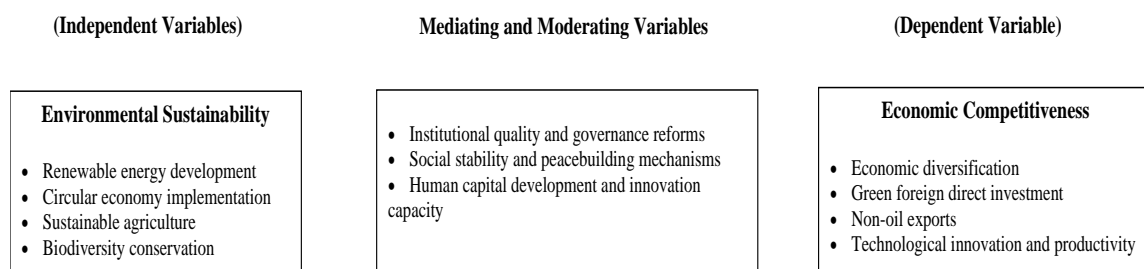 (Independent Variables)
Mediating and Moderating Variables
(Dependent Variable)
Environmental Sustainability
• Renewable energy development
• Circular economy implementation
• Sustainable agriculture
• Biodiversity conservation
• Institutional quality and governance reforms
• Social stability and peacebuilding mechanisms
• Human capital development and innovation
capacity
Economic Competitiveness
• Economic diversification
• Green foreign direct investment
• Non-oil exports
• Technological innovation and productivity